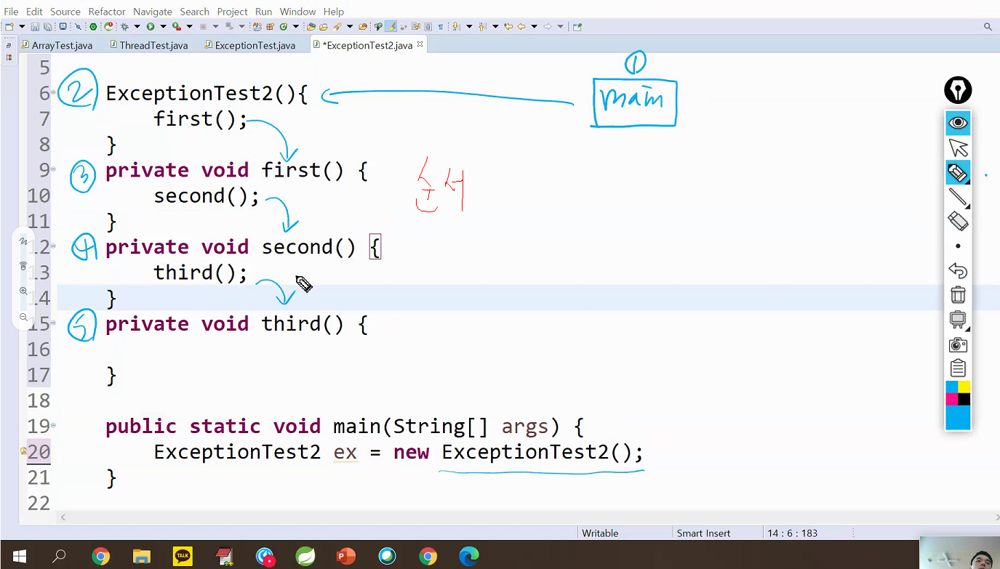 File Edit Source Refactor Navigate Search Project Run Window Help
ArrayTest.java ThreadTest.java ExceptionTest.java *ExceptionTest2.java
①
main
5
② 6 ExceptionTest2(){
7 first();
8 }
③ 9 private void first() {
순서
10 second();
11 }
④ 12 private void second() {
13 third();
14 }
⑤ 15 private void third() {
16
17 }
18
19 public static void main(String[] args) {
20 ExceptionTest2 ex = new ExceptionTest2();
21 }
22
Writable Smart Insert 14 : 6 : 183
TALK